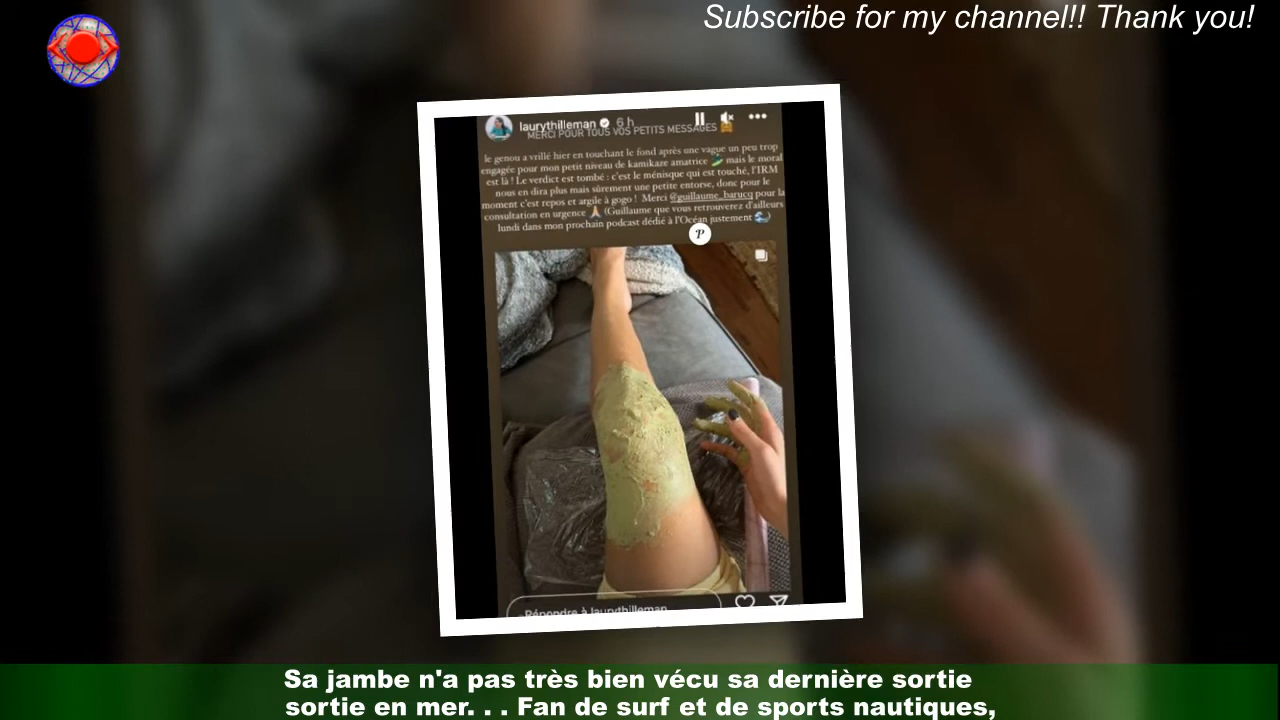 Subscribe for my channel!! Thank you!
laurythilleman 6 h
MERCI POUR TOUS VOS PETITS MESSAGES
le genou a vrillé hier en touchant le fond après une vague un peu trop
engagée pour mon petit niveau de kamikaze amatrice mais le moral
est là ! Le verdict est tombé : c'est le ménisque qui est touché, l'IRM
nous en dira plus mais sûrement une petite entorse, donc pour le
moment c'est repos et argile à gogo ! Merci @guillaume_barucq pour la
consultation en urgence (Guillaume que vous retrouverez d'ailleurs
lundi dans mon prochain podcast dédié à l'Océan justement )
P
Répondre à laurythilleman
Sa jambe n'a pas très bien vécu sa dernière sortie
sortie en mer. . . Fan de surf et de sports nautiques,